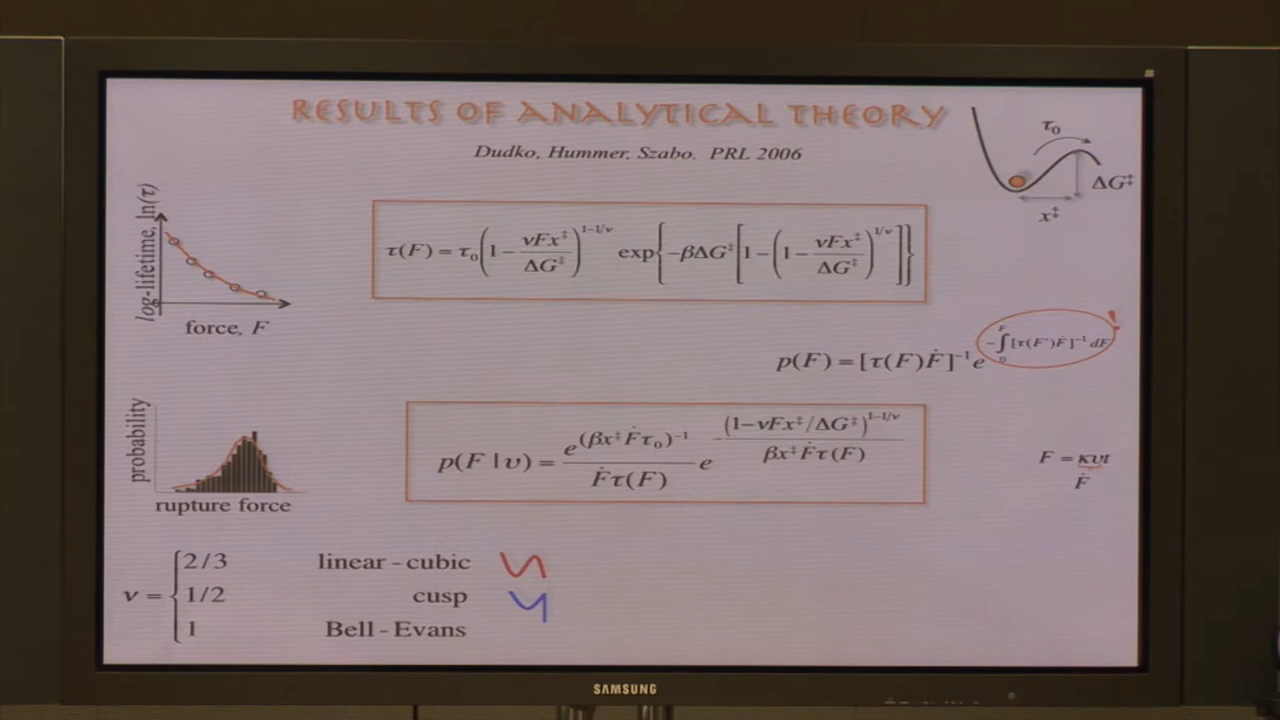 RESULTS OF ANALYTICAL THEORY
Dudko, Hummer, Szabo. PRL 2006
τ₀
ΔG‡
x‡
log-lifetime, ln(τ)
force, F
τ(F) = τ₀(1 − νFx‡/ΔG‡)^(1−1/ν) exp{−βΔG‡[1 − (1 − νFx‡/ΔG‡)^(1/ν)]}
p(F) = [τ(F)Ḟ]⁻¹ e^(−∫₀^F [τ(F')Ḟ]⁻¹ dF') !
probability
rupture force
p(F | υ) = e^((βx‡Ḟτ₀)⁻¹) / Ḟτ(F) e^(−(1−νFx‡/ΔG‡)^(1−1/ν) / βx‡Ḟτ(F))
F = κυt
Ḟ
ν = { 2/3 linear - cubic
1/2 cusp
1 Bell - Evans
SAMSUNG